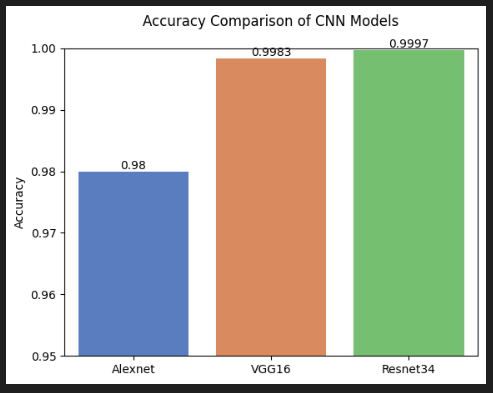 Accuracy Comparison of CNN Models
1.00
0.99
0.98
0.97
0.96
0.95
Accuracy
0.98
0.9983
0.9997
Alexnet
VGG16
Resnet34